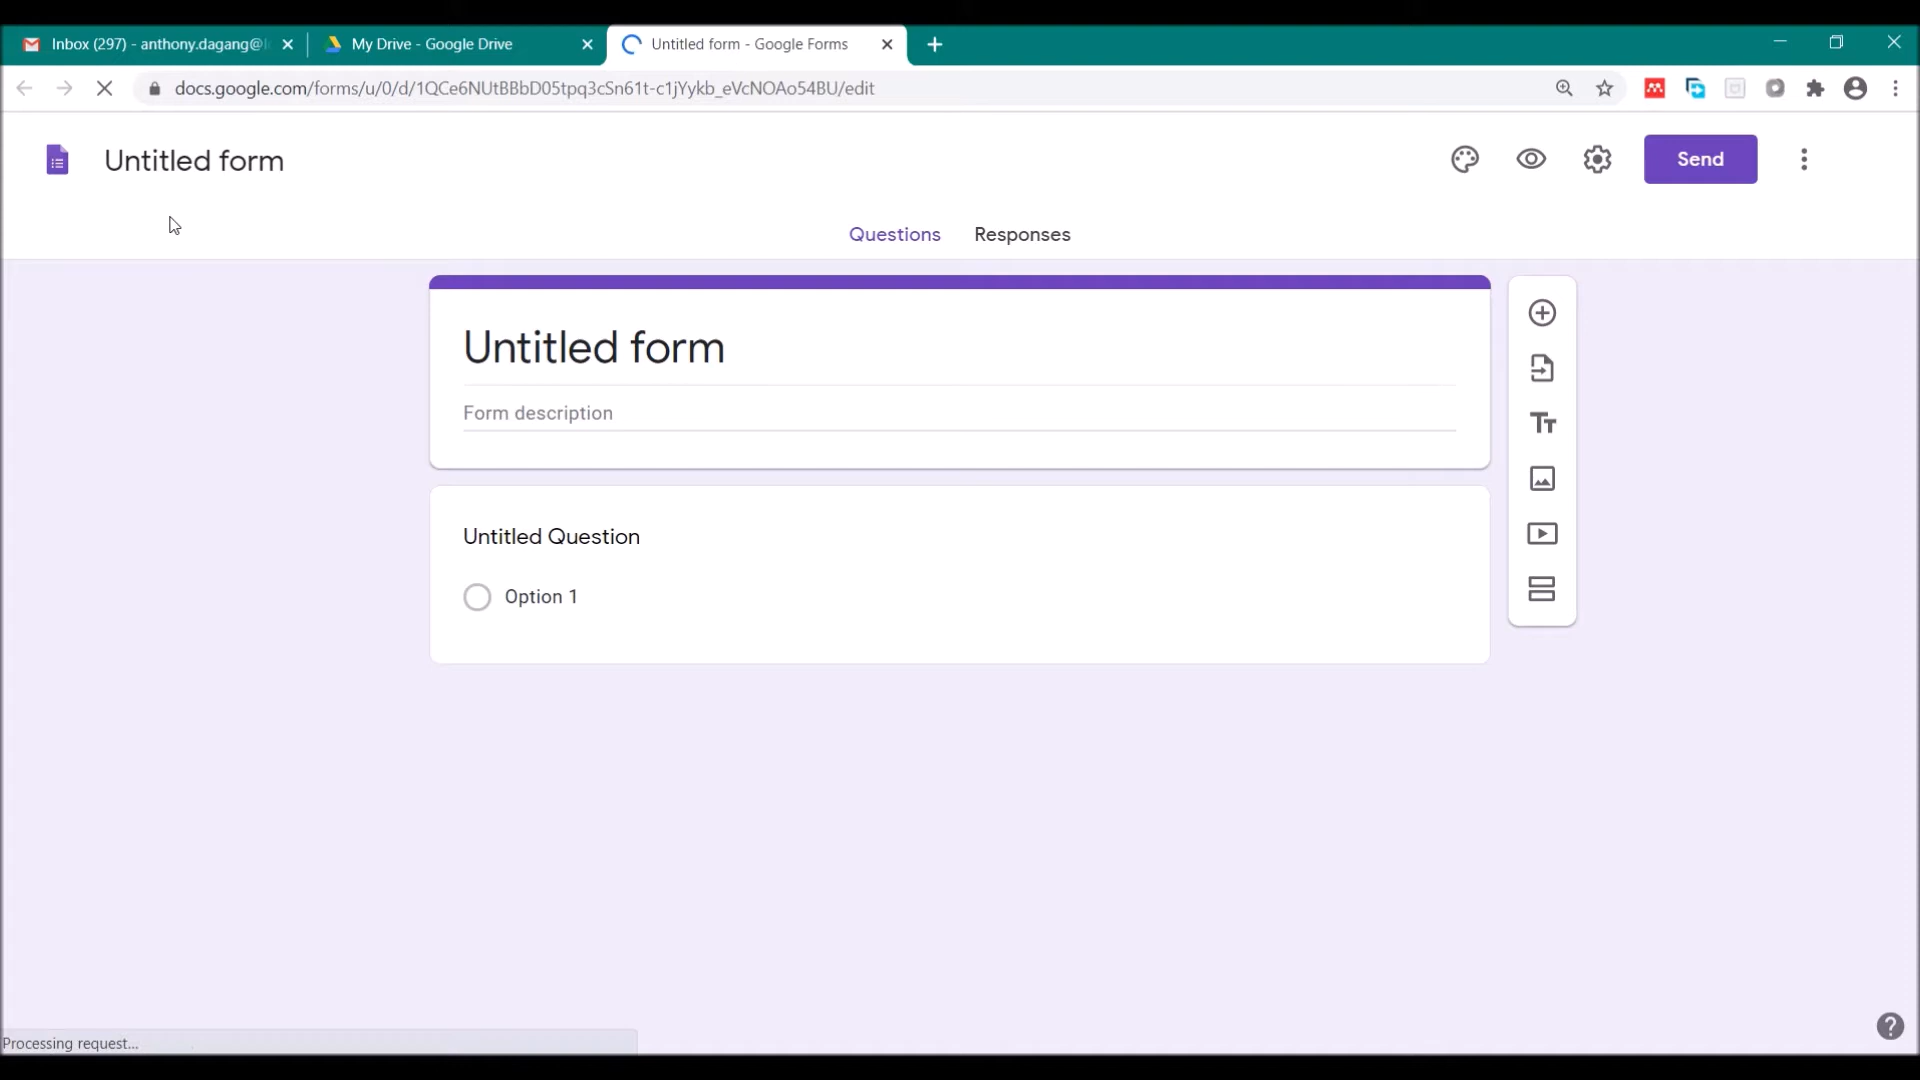 Inbox (297) - anthony.dagang@
My Drive - Google Drive
Untitled form - Google Forms
docs.google.com/forms/u/0/d/1QCe6NUtBBbD05tpq3cSn61t-c1jYykb_eVcNOAo54BU/edit
Untitled form
Send
Questions
Responses
Untitled form
Form description
Untitled Question
Option 1
Processing request...